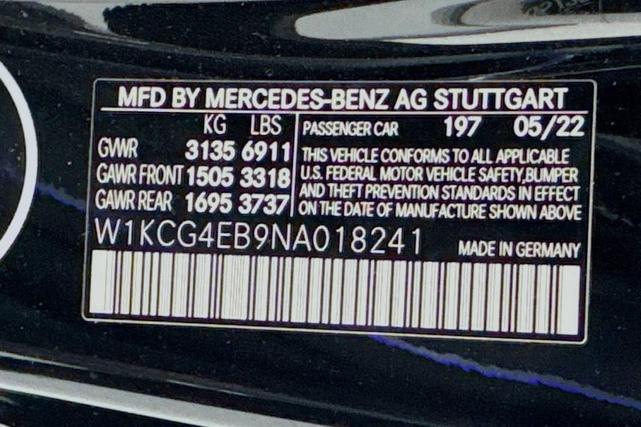 MFD BY MERCEDES-BENZ AG STUTTGART
KG LBS PASSENGER CAR 197 05/22
GVWR 3135 6911 THIS VEHICLE CONFORMS TO ALL APPLICABLE
GAWR FRONT 1505 3318 U.S. FEDERAL MOTOR VEHICLE SAFETY,BUMPER
GAWR REAR 1695 3737 AND THEFT PREVENTION STANDARDS IN EFFECT
ON THE DATE OF MANUFACTURE SHOWN ABOVE
W1KCG4EB9NA018241 MADE IN GERMANY